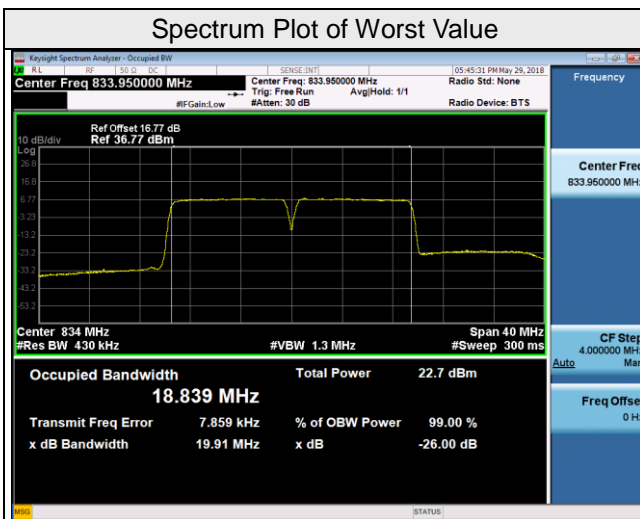 Spectrum Plot of Worst Value
Keysight Spectrum Analyzer - Occupied BW
RL RF 50 Ω DC SENSE:INT 05:45:31 PM May 29, 2018
Center Freq 833.950000 MHz
Center Freq: 833.950000 MHz Radio Std: None
Trig: Free Run Avg|Hold: 1/1
#IFGain:Low #Atten: 30 dB Radio Device: BTS
Frequency
Ref Offset 16.77 dB
10 dB/div Ref 36.77 dBm
Log
26.8
16.8
6.77
-3.23
-13.2
-23.2
-33.2
-43.2
-53.2
Center 834 MHz Span 40 MHz
#Res BW 430 kHz #VBW 1.3 MHz #Sweep 300 ms
Occupied Bandwidth Total Power 22.7 dBm
18.839 MHz
Transmit Freq Error 7.859 kHz % of OBW Power 99.00 %
x dB Bandwidth 19.91 MHz x dB -26.00 dB
Center Freq
833.950000 MH
CF Step
4.000000 MH
Auto Ma
Freq Offse
0 H
MSG STATUS